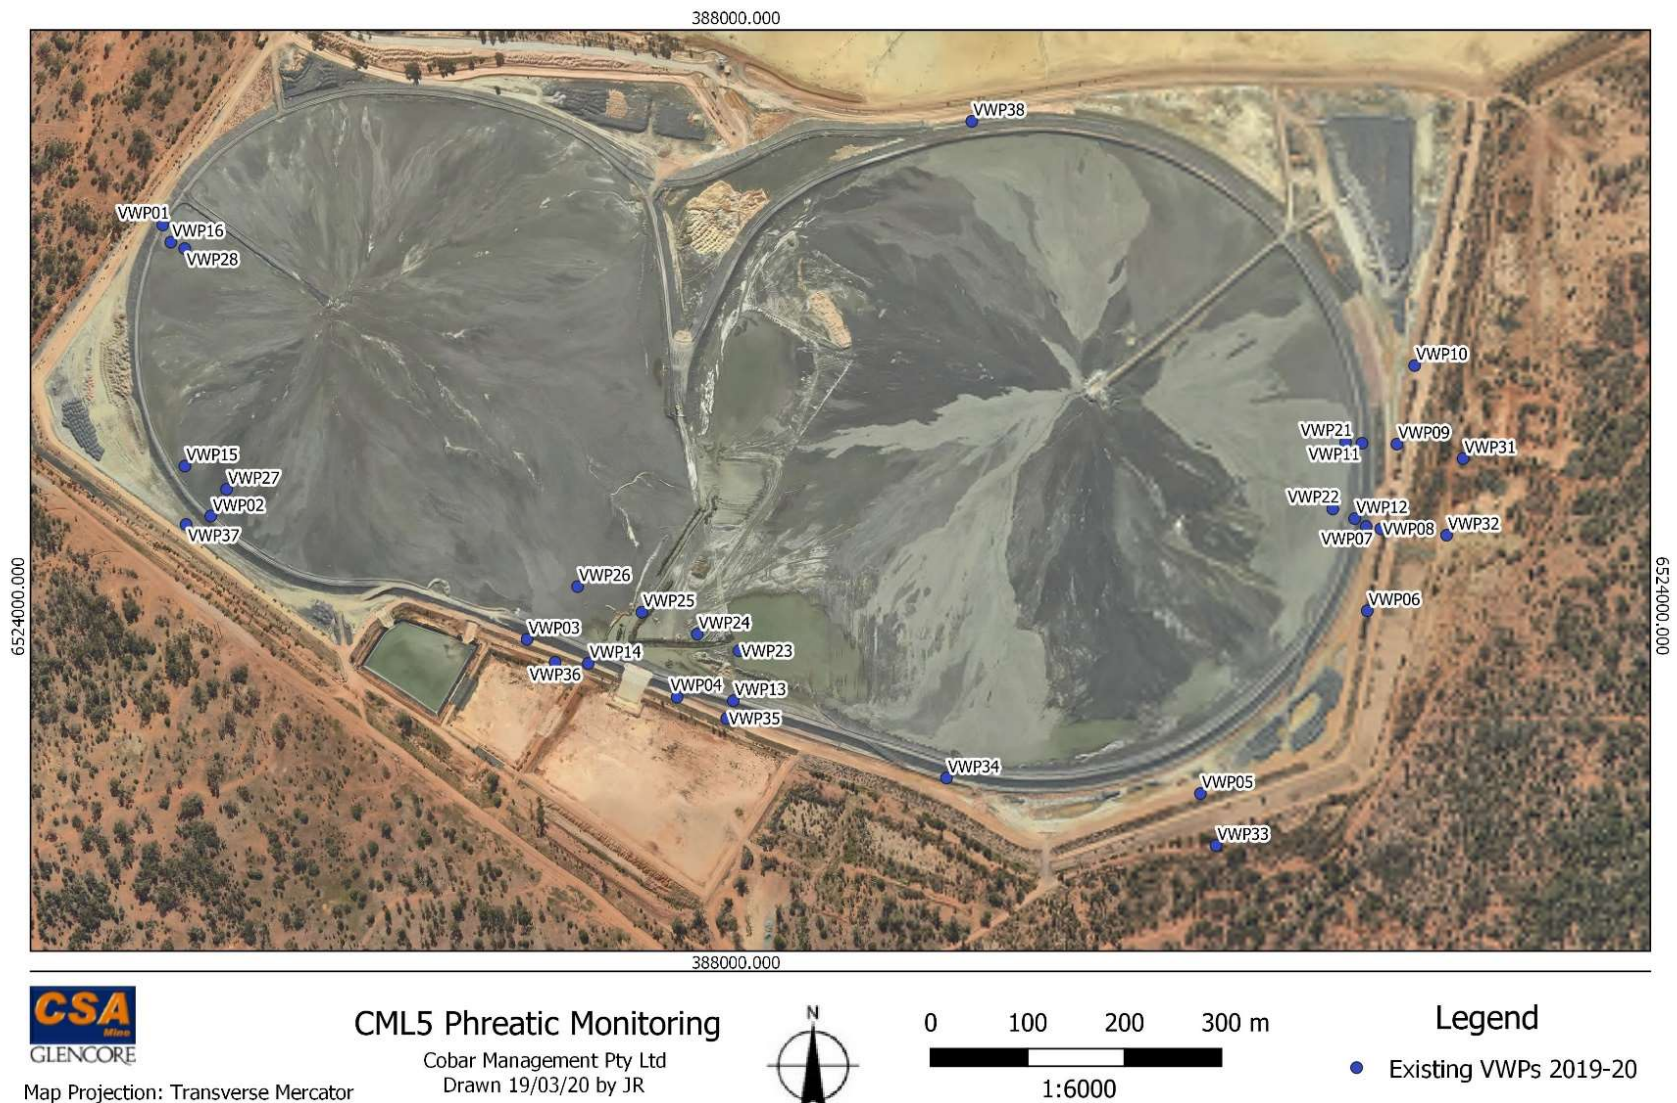 388000.000
VWP38
VWP01
VWP16
VWP28
VWP10
VWP21
VWP09
VWP11
VWP31
VWP15
VWP27
VWP02
VWP37
VWP22
VWP12
VWP07
VWP08
VWP32
6524000.000
6524000.000
VWP26
VWP25
VWP06
VWP24
VWP03
VWP14
VWP23
VWP36
VWP04
VWP13
VWP35
VWP34
VWP05
VWP33
388000.000
CSA
Mine
GLENCORE
Map Projection: Transverse Mercator
CML5 Phreatic Monitoring
Cobar Management Pty Ltd
Drawn 19/03/20 by JR
N
0 100 200 300 m
1:6000
Legend
Existing VWPs 2019-20